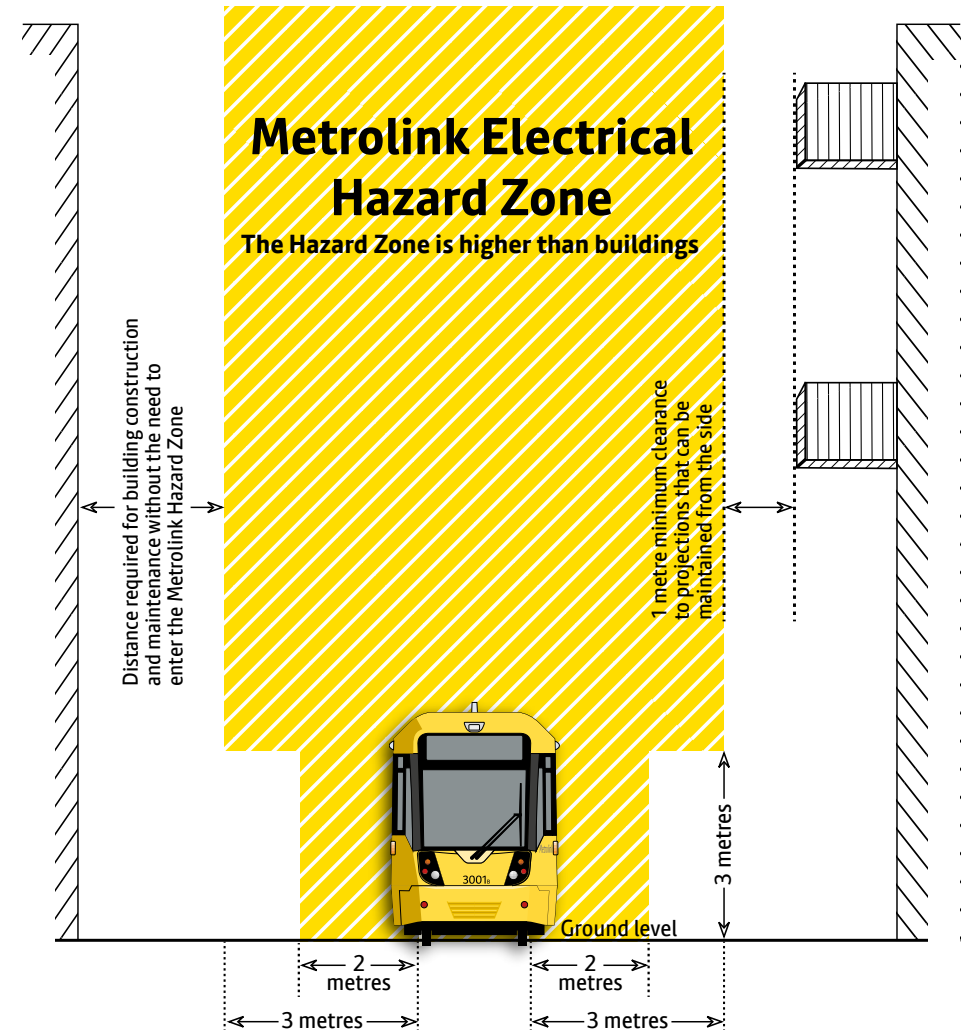 Metrolink Electrical
Hazard Zone
The Hazard Zone is higher than buildings
Distance required for building construction
and maintenance without the need to
enter the Metrolink Hazard Zone
1 metre minimum clearance
to projections that can be
maintained from the side
3001B
3 metres
Ground level
2
metres
2
metres
3 metres
3 metres